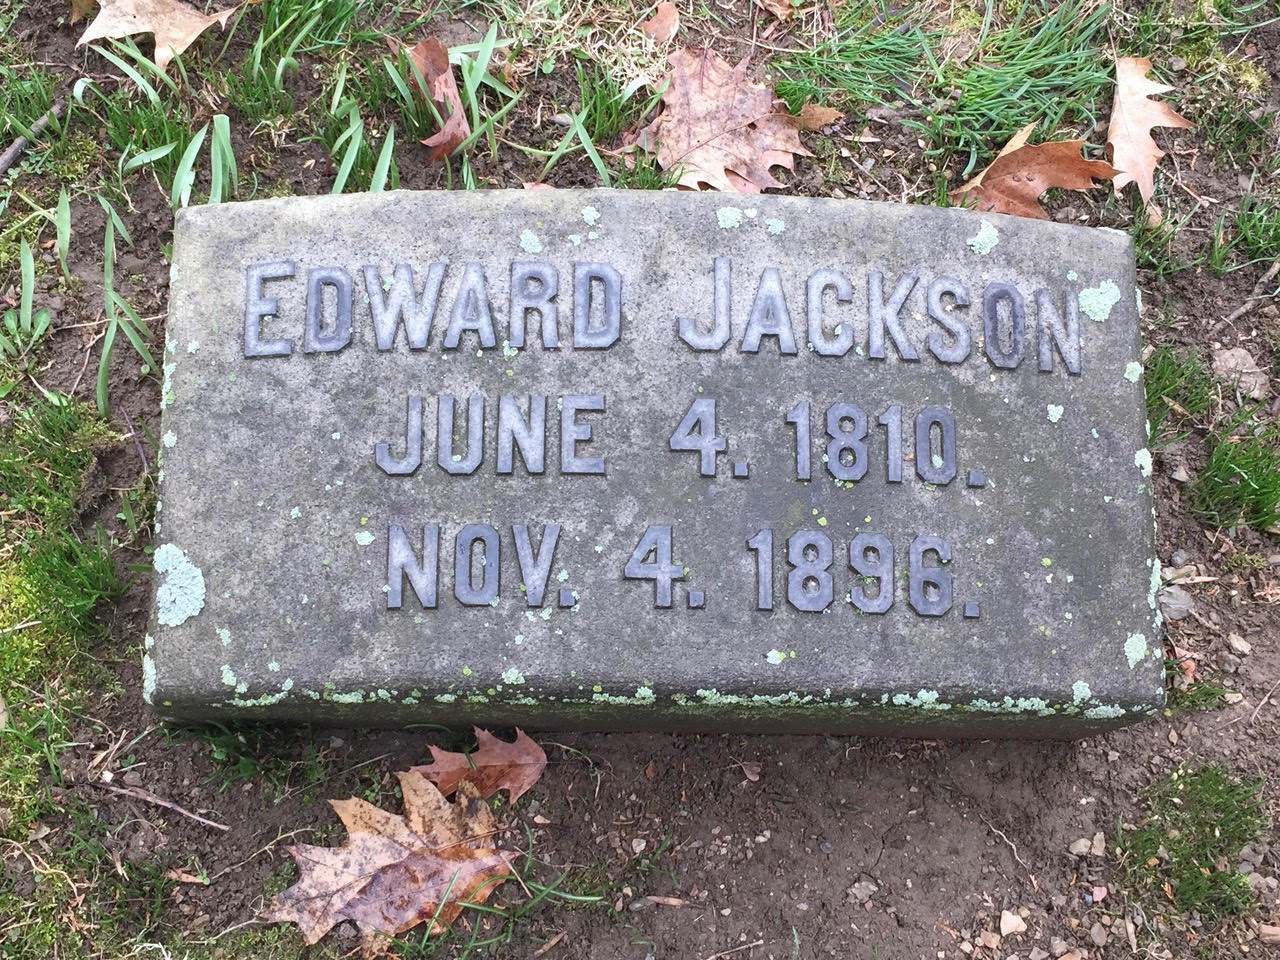 EDWARD JACKSON
JUNE 4. 1810.
NOV. 4. 1896.